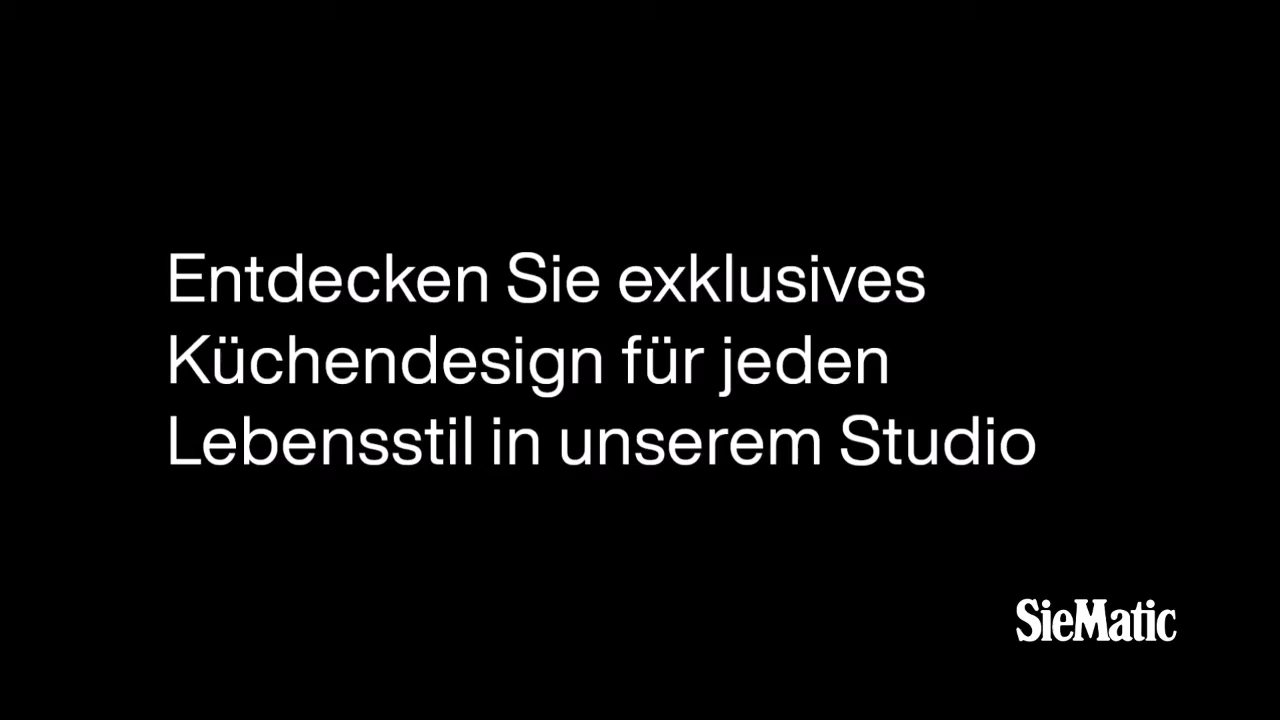 Entdecken Sie exklusives
Küchendesign für jeden
Lebensstil in unserem Studio
SieMatic